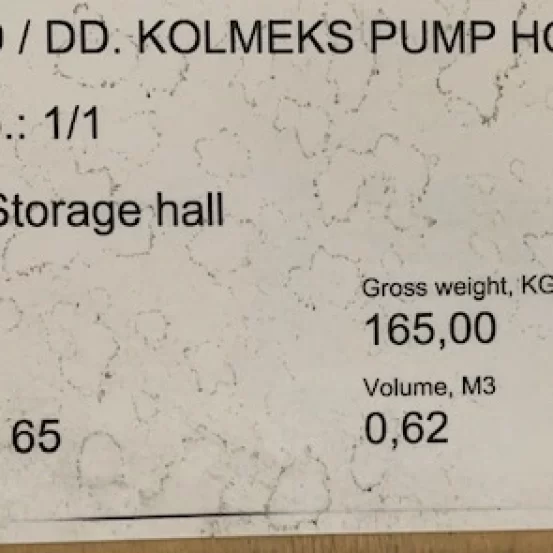 / DD. KOLMEKS PUMP
.: 1/1
Storage hall
Gross weight, KG
165,00
Volume, M3
65
0,62